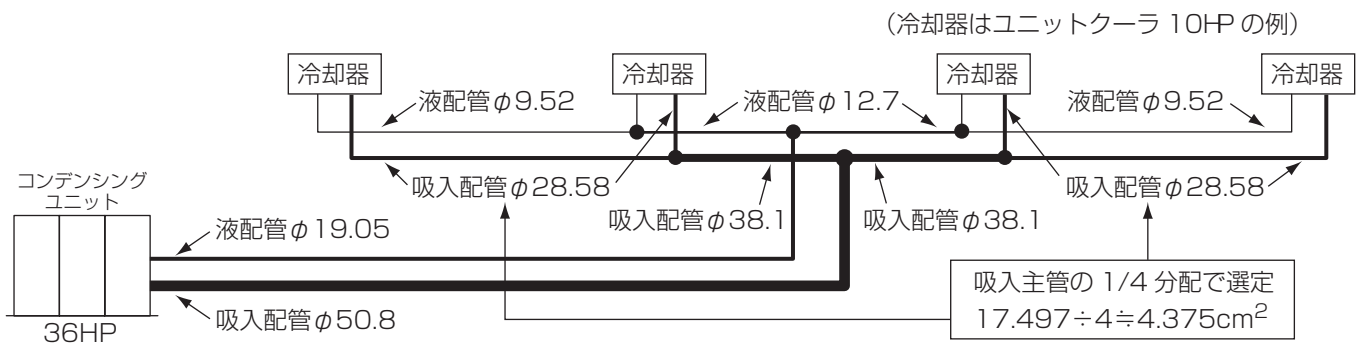 （冷却器はユニットクーラ 10HP の例）
冷却器
冷却器
冷却器
冷却器
液配管φ9.52
液配管φ12.7
液配管φ9.52
コンデンシング
ユニット
吸入配管φ28.58
吸入配管φ28.58
液配管φ19.05
吸入配管φ38.1
吸入配管φ38.1
吸入主管の 1/4 分配で選定
17.497÷4≒4.375cm²
36HP
吸入配管φ50.8